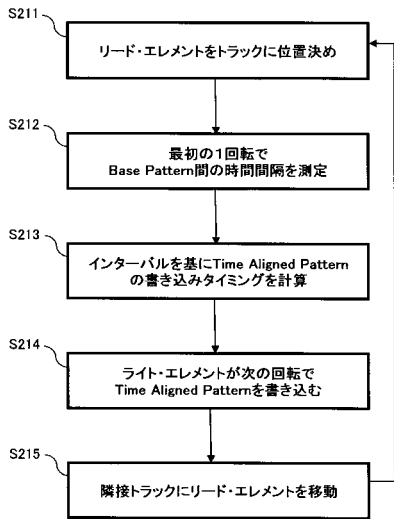 S211
リード・エレメントをトラックに位置決め
S212
最初の1回転で
Base Pattern間の時間間隔を測定
S213
インターバルを基にTime Aligned Pattern
の書き込みタイミングを計算
S214
ライト・エレメントが次の回転で
Time Aligned Patternを書き込む
S215
隣接トラックにリード・エレメントを移動